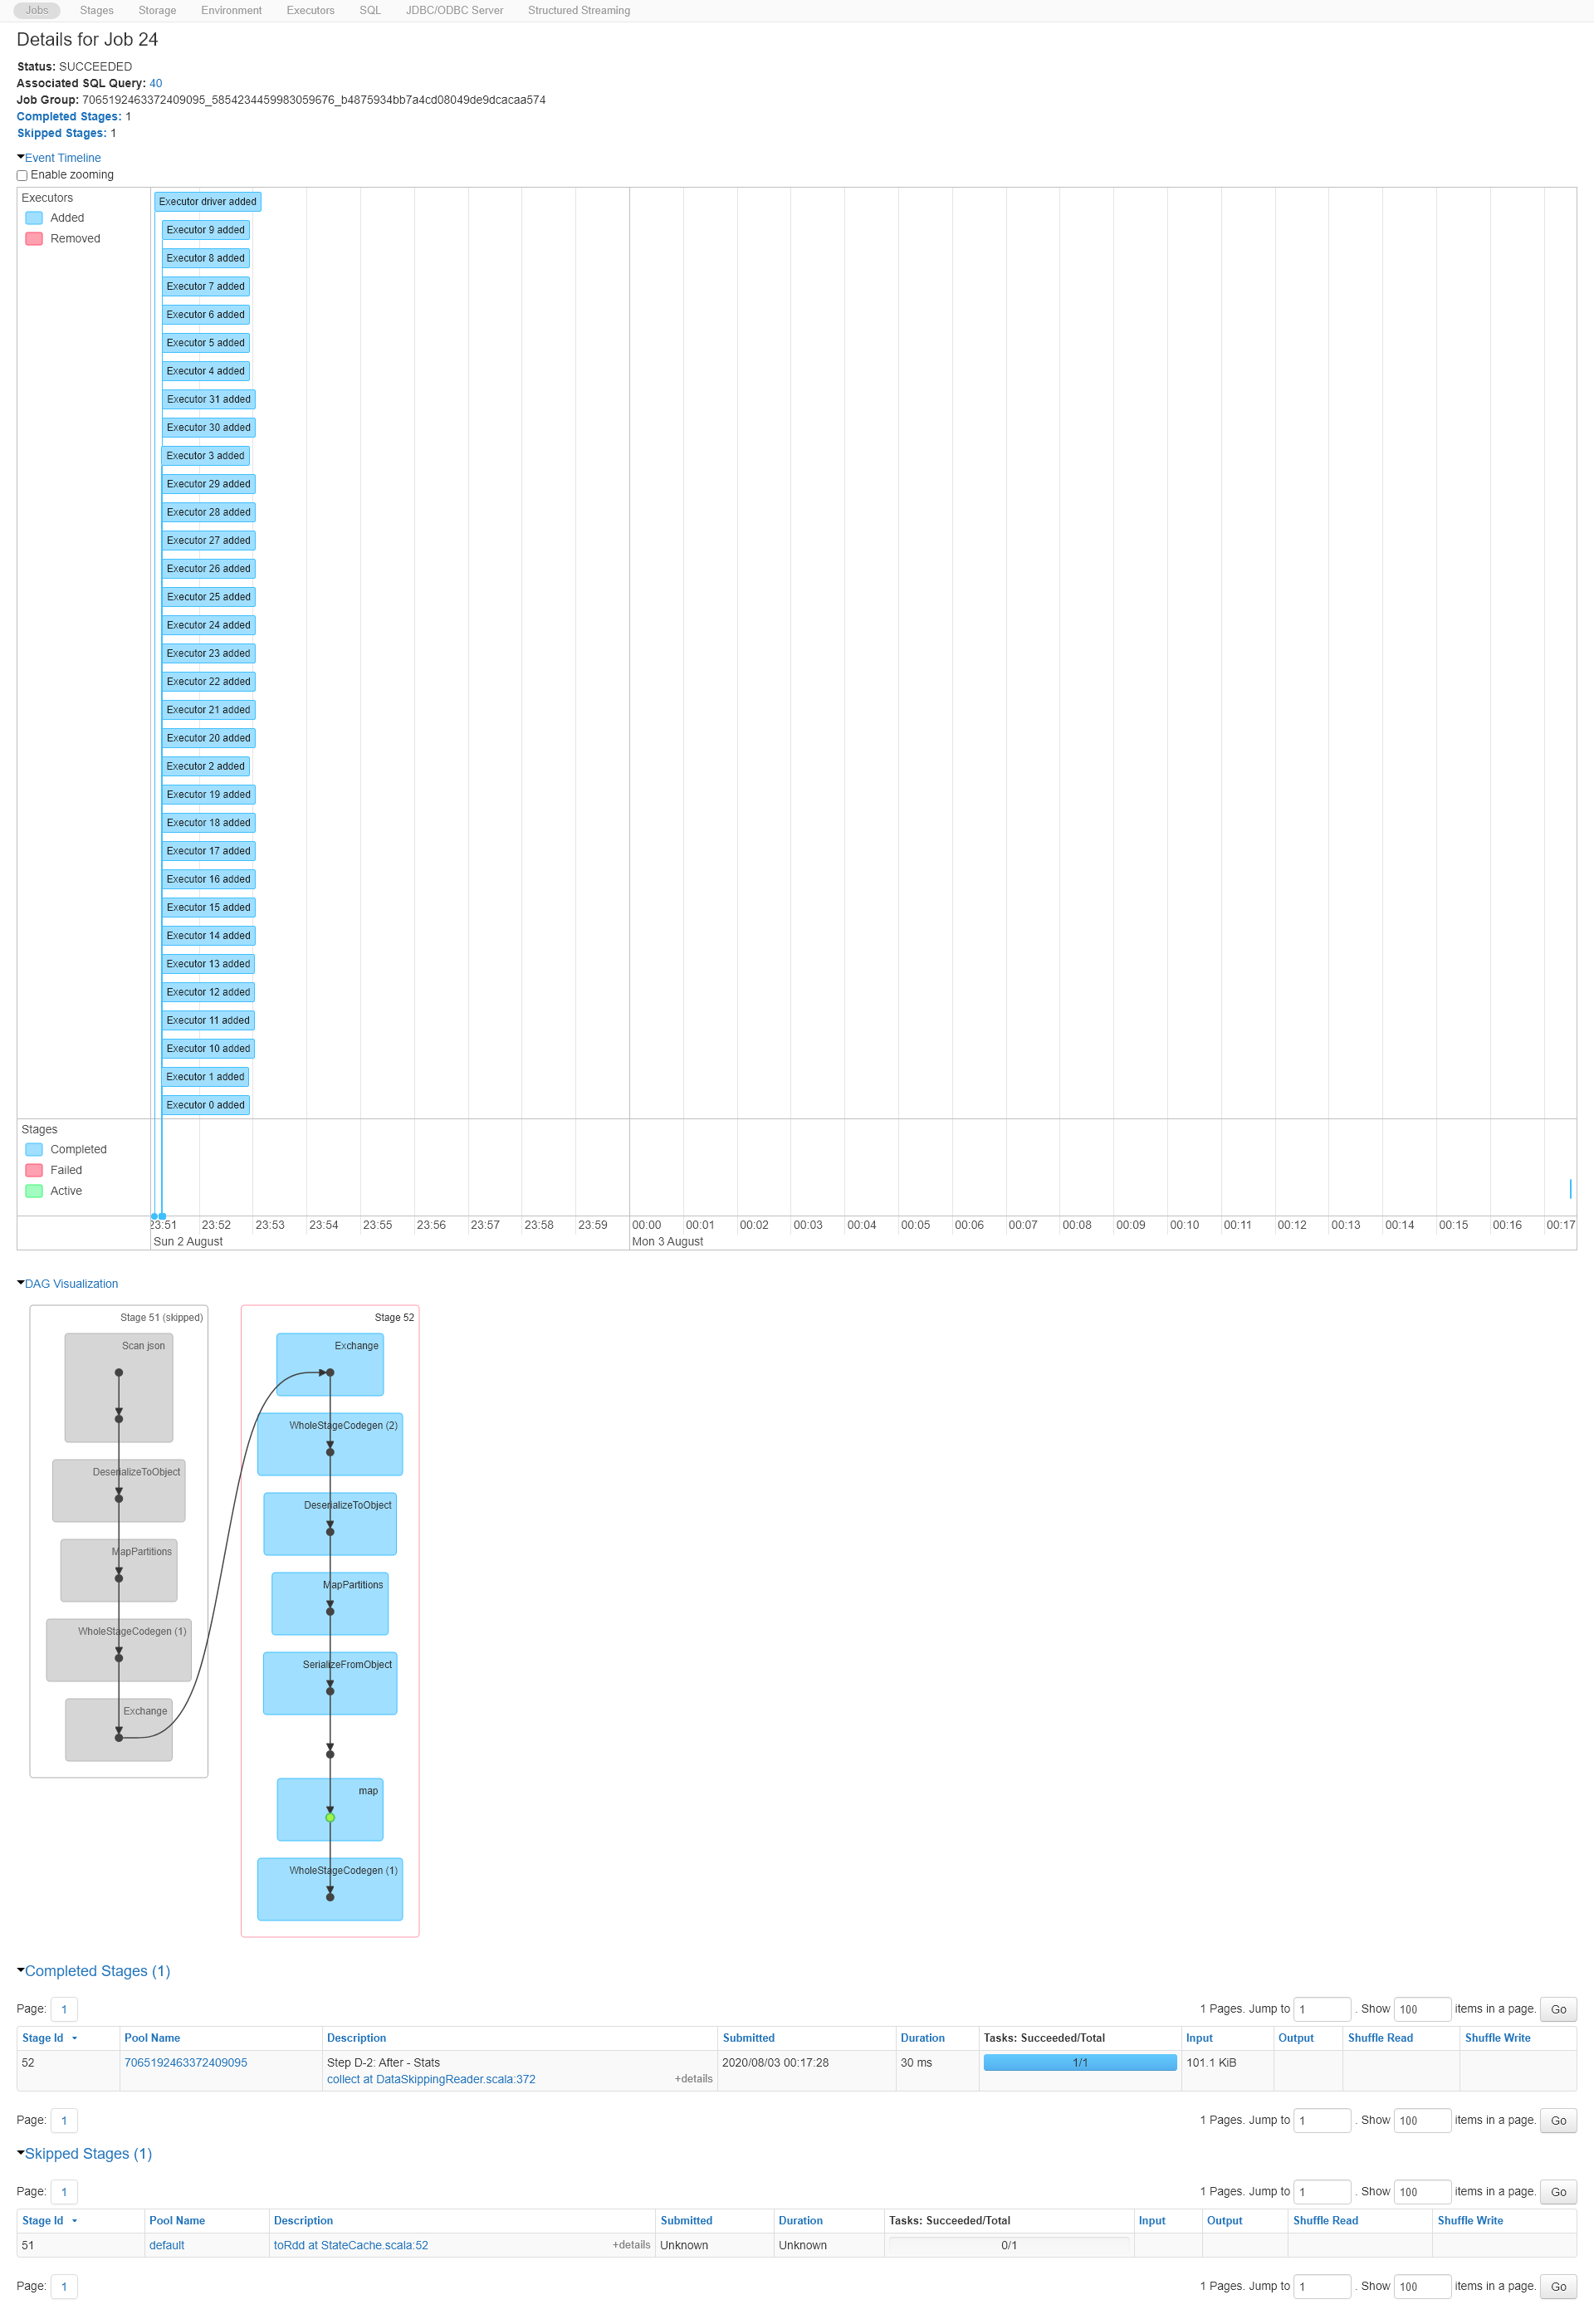 Jobs Stages Storage Environment Executors SQL JDBC/ODBC Server Structured Streaming
Details for Job 24
Status: SUCCEEDED
Associated SQL Query: 40
Job Group: 7065192463372409095_5854234459983059676_b4875934bb7a4cd08049de9dcacaa574
Completed Stages: 1
Skipped Stages: 1
Event Timeline
Enable zooming
Executors
Added
Removed
Executor driver added
Executor 9 added
Executor 8 added
Executor 7 added
Executor 6 added
Executor 5 added
Executor 4 added
Executor 31 added
Executor 30 added
Executor 3 added
Executor 29 added
Executor 28 added
Executor 27 added
Executor 26 added
Executor 25 added
Executor 24 added
Executor 23 added
Executor 22 added
Executor 21 added
Executor 20 added
Executor 2 added
Executor 19 added
Executor 18 added
Executor 17 added
Executor 16 added
Executor 15 added
Executor 14 added
Executor 13 added
Executor 12 added
Executor 11 added
Executor 10 added
Executor 1 added
Executor 0 added
Stages
Completed
Failed
Active
23:51 23:52 23:53 23:54 23:55 23:56 23:57 23:58 23:59 00:00 00:01 00:02 00:03 00:04 00:05 00:06 00:07 00:08 00:09 00:10 00:11 00:12 00:13 00:14 00:15 00:16 00:17
Sun 2 August Mon 3 August
DAG Visualization
Stage 51 (skipped)
Scan json
DeserializeToObject
MapPartitions
WholeStageCodegen (1)
Exchange
Stage 52
Exchange
WholeStageCodegen (2)
DeserializeToObject
MapPartitions
SerializeFromObject
map
WholeStageCodegen (1)
Completed Stages (1)
Page: 1 1 Pages. Jump to 1 . Show 100 items in a page. Go
Stage Id Pool Name Description Submitted Duration Tasks: Succeeded/Total Input Output Shuffle Read Shuffle Write
52 7065192463372409095 Step D-2: After - Stats 2020/08/03 00:17:28 30 ms 1/1 101.1 KiB
collect at DataSkippingReader.scala:372 +details
Page: 1 1 Pages. Jump to 1 . Show 100 items in a page. Go
Skipped Stages (1)
Page: 1 1 Pages. Jump to 1 . Show 100 items in a page. Go
Stage Id Pool Name Description Submitted Duration Tasks: Succeeded/Total Input Output Shuffle Read Shuffle Write
51 default toRdd at StateCache.scala:52 +details Unknown Unknown 0/1
Page: 1 1 Pages. Jump to 1 . Show 100 items in a page. Go